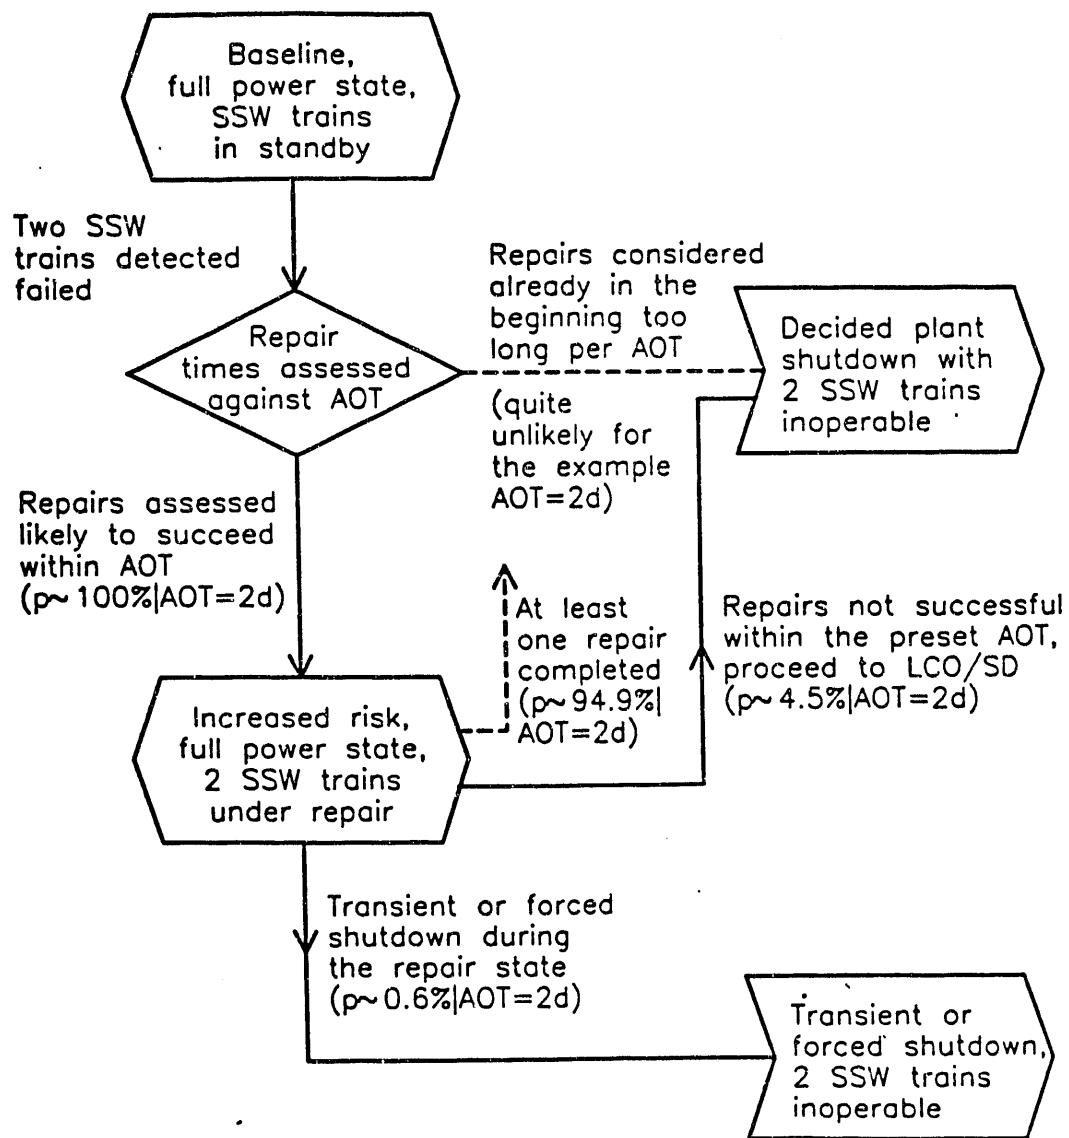 Baseline,
full power state,
SSW trains
in standby
Two SSW
trains detected
failed
Repair
times assessed
against AOT
Repairs considered
already in the
beginning too
long per AOT
(quite
unlikely for
the example
AOT=2d)
Decided plant
shutdown with
2 SSW trains
inoperable
Repairs assessed
likely to succeed
within AOT
(p~100%|AOT=2d)
At least
one repair
completed
(p~94.9%|
AOT=2d)
Repairs not successful
within the preset AOT,
proceed to LCO/SD
(p~4.5%|AOT=2d)
Increased risk,
full power state,
2 SSW trains
under repair
Transient or forced
shutdown during
the repair state
(p~0.6%|AOT=2d)
Transient or
forced shutdown,
2 SSW trains
inoperable